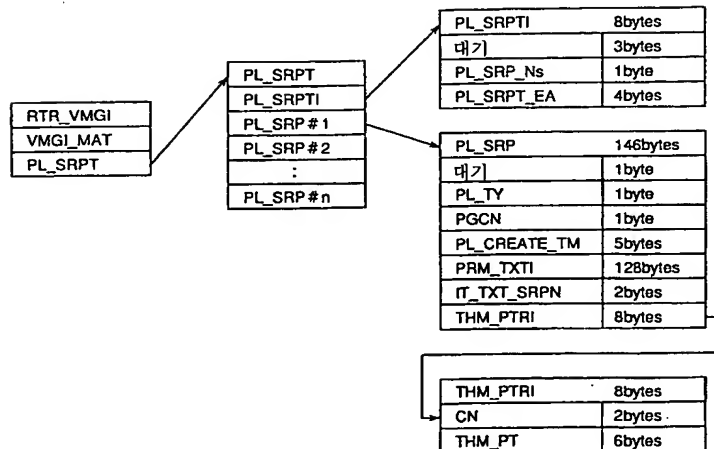 RTR_VMGI
VMGI_MAT
PL_SRPT
PL_SRPT
PL_SRPTI
PL_SRP#1
PL_SRP#2
:
PL_SRP#n
PL_SRPTI 8bytes
대기 3bytes
PL_SRP_Ns 1byte
PL_SRPT_EA 4bytes
PL_SRP 146bytes
대기 1byte
PL_TY 1byte
PGCN 1byte
PL_CREATE_TM 5bytes
PRM_TXTI 128bytes
IT_TXT_SRPN 2bytes
THM_PTRI 8bytes
THM_PTRI 8bytes
CN 2bytes
THM_PT 6bytes